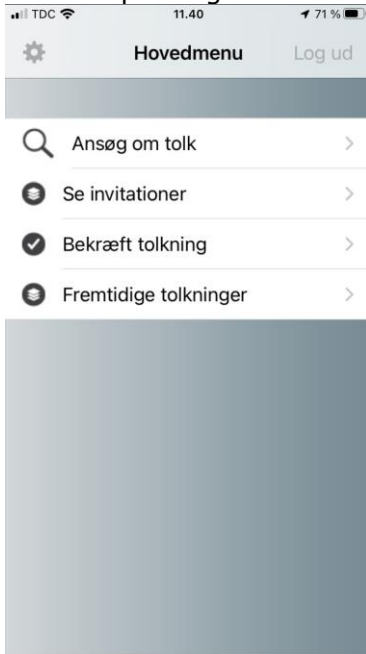 TDC 11.40 71 %
Hovedmenu Log ud
Ansøg om tolk
Se invitationer
Bekræft tolkning
Fremtidige tolkninger